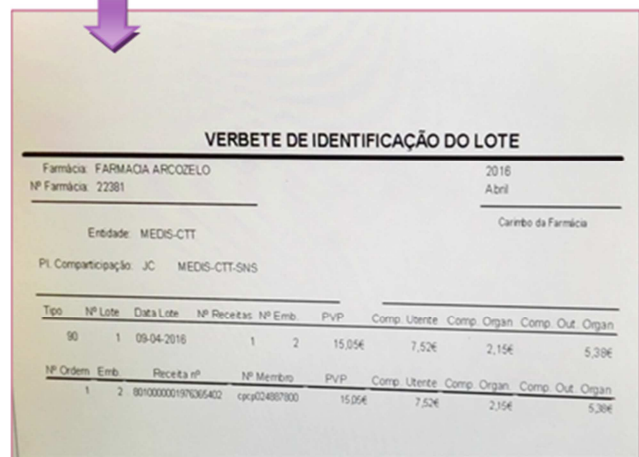 VERBETE DE IDENTIFICAÇÃO DO LOTE
Farmàcia: FARMACIA ARCOZELO 2016
Nº Farmàcia: 22381 Abril
Carimbo da Farmácia
Entidade: MEDIS-CTT
Pl. Comparticipação: JC MEDIS-CTT-SNS
Tipo Nº Lote Data Lote Nº Receitas Nº Emb. PVP Comp. Utente Comp. Organ Comp. Out. Organ
90 1 09-04-2016 1 2 15,05€ 7,52€ 2,15€ 5,38€
Nº Ordem Emb. Receita nº Nº Membro PVP Comp. Utente Comp. Organ. Comp. Out. Organ
1 2 8010000001976365402 cpcp024887800 15,05€ 7,52€ 2,15€ 5,38€